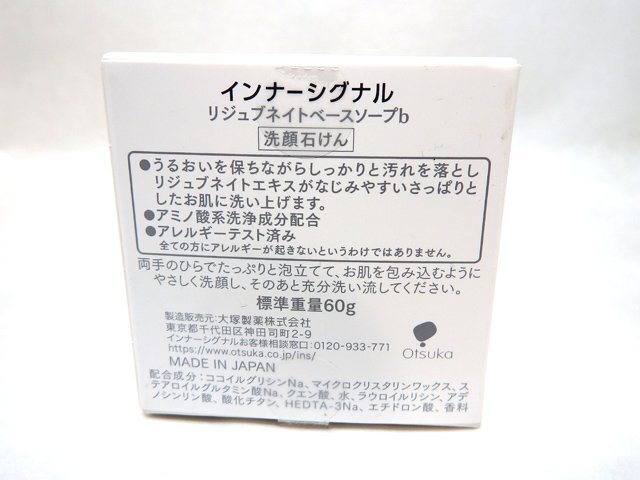 インナーシグナル
リジュブネイトベースソープb
洗顔石けん
●うるおいを保ちながらしっかりと汚れを落とし
リジュブネイトエキスがなじみやすいさっぱりと
したお肌に洗い上げます。
●アミノ酸系洗浄成分配合
●アレルギーテスト済み
全ての方にアレルギーが起きないというわけではありません。
両手のひらでたっぷりと泡立てて、お肌を包み込むように
やさしく洗顔し、そのあと充分洗い流してください。
標準重量60g
製造販売元:大塚製薬株式会社
東京都千代田区神田司町2-9
インナーシグナルお客様相談窓口:0120-933-771
https://www.otsuka.co.jp/ins/
MADE IN JAPAN
Otsuka
配合成分:ココイルグリシンNa、マイクロクリスタリンワックス、ス
テアロイルグルタミン酸Na、クエン酸、水、ラウロイルリシン、アデ
ノシンリン酸、酸化チタン、HEDTA-3Na、エチドロン酸、香料